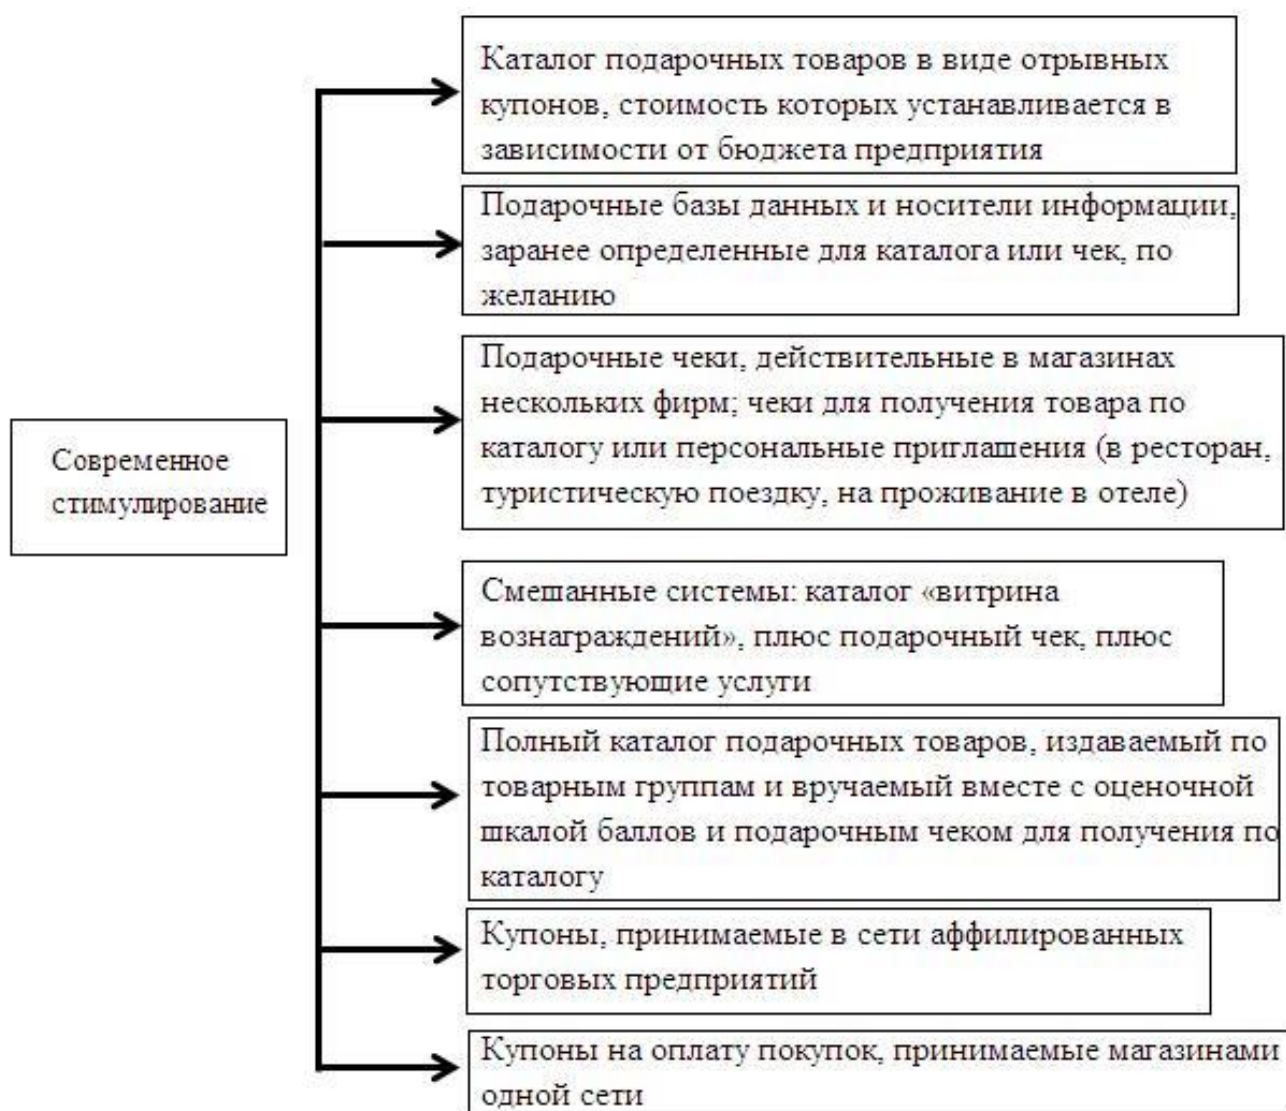 Современное
стимулирование
Каталог подарочных товаров в виде отрывных
купонов, стоимость которых устанавливается в
зависимости от бюджета предприятия
Подарочные базы данных и носители информации,
заранее определенные для каталога или чек, по
желанию
Подарочные чеки, действительные в магазинах
нескольких фирм; чеки для получения товара по
каталогу или персональные приглашения (в ресторан,
туристическую поездку, на проживание в отеле)
Смешанные системы: каталог «витрина
вознаграждений», плюс подарочный чек, плюс
сопутствующие услуги
Полный каталог подарочных товаров, издаваемый по
товарным группам и вручаемый вместе с оценочной
шкалой баллов и подарочным чеком для получения по
каталогу
Купоны, принимаемые в сети аффилированных
торговых предприятий
Купоны на оплату покупок, принимаемые магазинами
одной сети